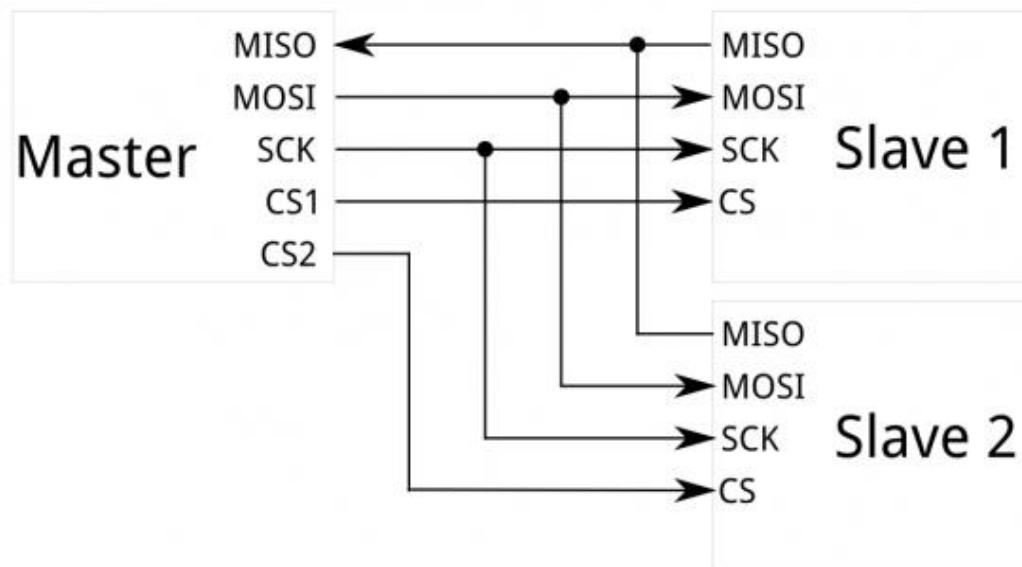 MISO
MOSI
SCK
CS1
CS2
Master
MISO
MOSI
SCK
CS
Slave 1
MISO
MOSI
SCK
CS
Slave 2